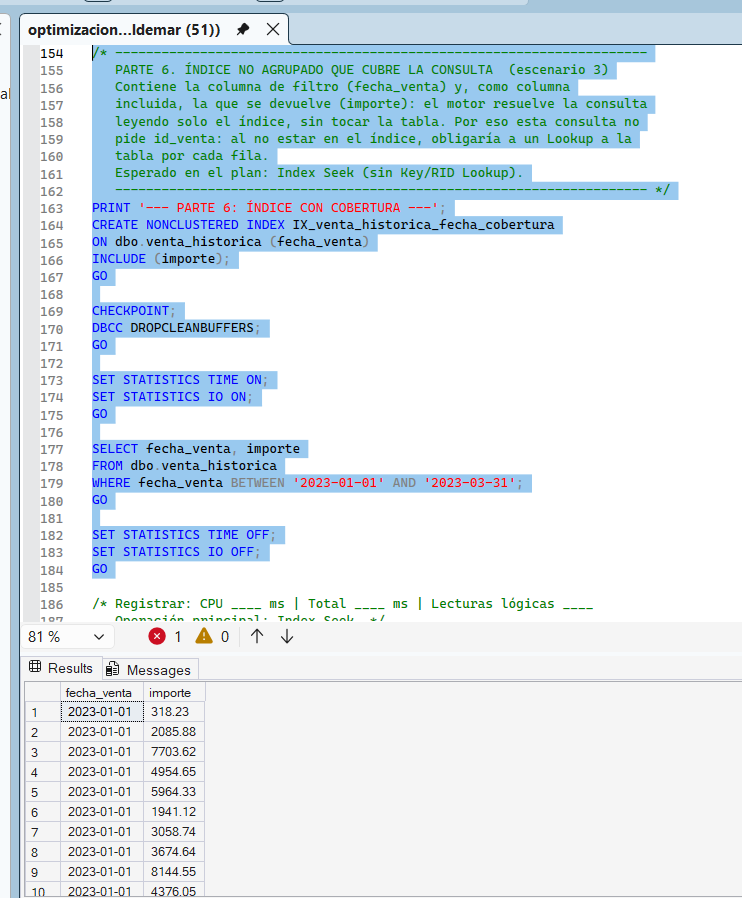 optimizacion...ldemar (51))
154 /* ---------------------------------------------------------------------
155 PARTE 6. ÍNDICE NO AGRUPADO QUE CUBRE LA CONSULTA (escenario 3)
156 Contiene la columna de filtro (fecha_venta) y, como columna
157 incluida, la que se devuelve (importe): el motor resuelve la consulta
158 leyendo solo el índice, sin tocar la tabla. Por eso esta consulta no
159 pide id_venta: al no estar en el índice, obligaría a un Lookup a la
160 tabla por cada fila.
161 Esperado en el plan: Index Seek (sin Key/RID Lookup).
162 --------------------------------------------------------------------- */
163 PRINT '--- PARTE 6: ÍNDICE CON COBERTURA ---';
164 CREATE NONCLUSTERED INDEX IX_venta_historica_fecha_cobertura
165 ON dbo.venta_historica (fecha_venta)
166 INCLUDE (importe);
167 GO
168
169 CHECKPOINT;
170 DBCC DROPCLEANBUFFERS;
171 GO
172
173 SET STATISTICS TIME ON;
174 SET STATISTICS IO ON;
175 GO
176
177 SELECT fecha_venta, importe
178 FROM dbo.venta_historica
179 WHERE fecha_venta BETWEEN '2023-01-01' AND '2023-03-31';
180 GO
181
182 SET STATISTICS TIME OFF;
183 SET STATISTICS IO OFF;
184 GO
185
186 /* Registrar: CPU ____ ms | Total ____ ms | Lecturas lógicas ____
187 Operación principal: Index Seek */
81 % 1 0
Results Messages
fecha_venta importe
1 2023-01-01 318.23
2 2023-01-01 2085.88
3 2023-01-01 7703.62
4 2023-01-01 4954.65
5 2023-01-01 5964.33
6 2023-01-01 1941.12
7 2023-01-01 3058.74
8 2023-01-01 3674.64
9 2023-01-01 8144.55
10 2023-01-01 4376.05